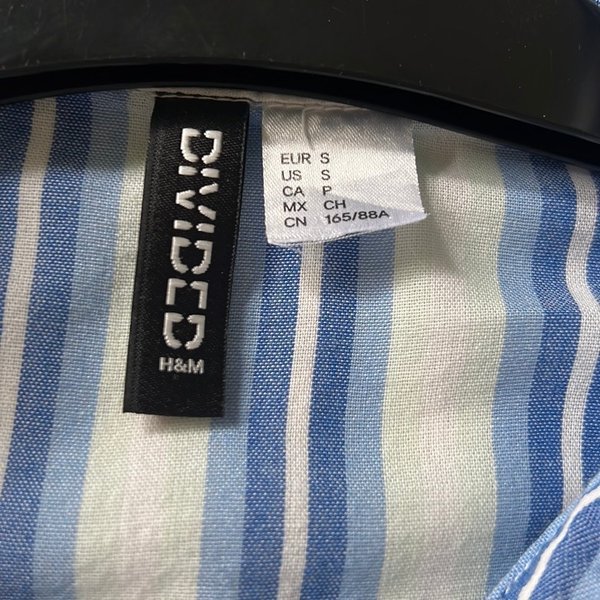 DIVIDED
H&M
EUR S
US S
CA P
MX CH
CN 165/88A